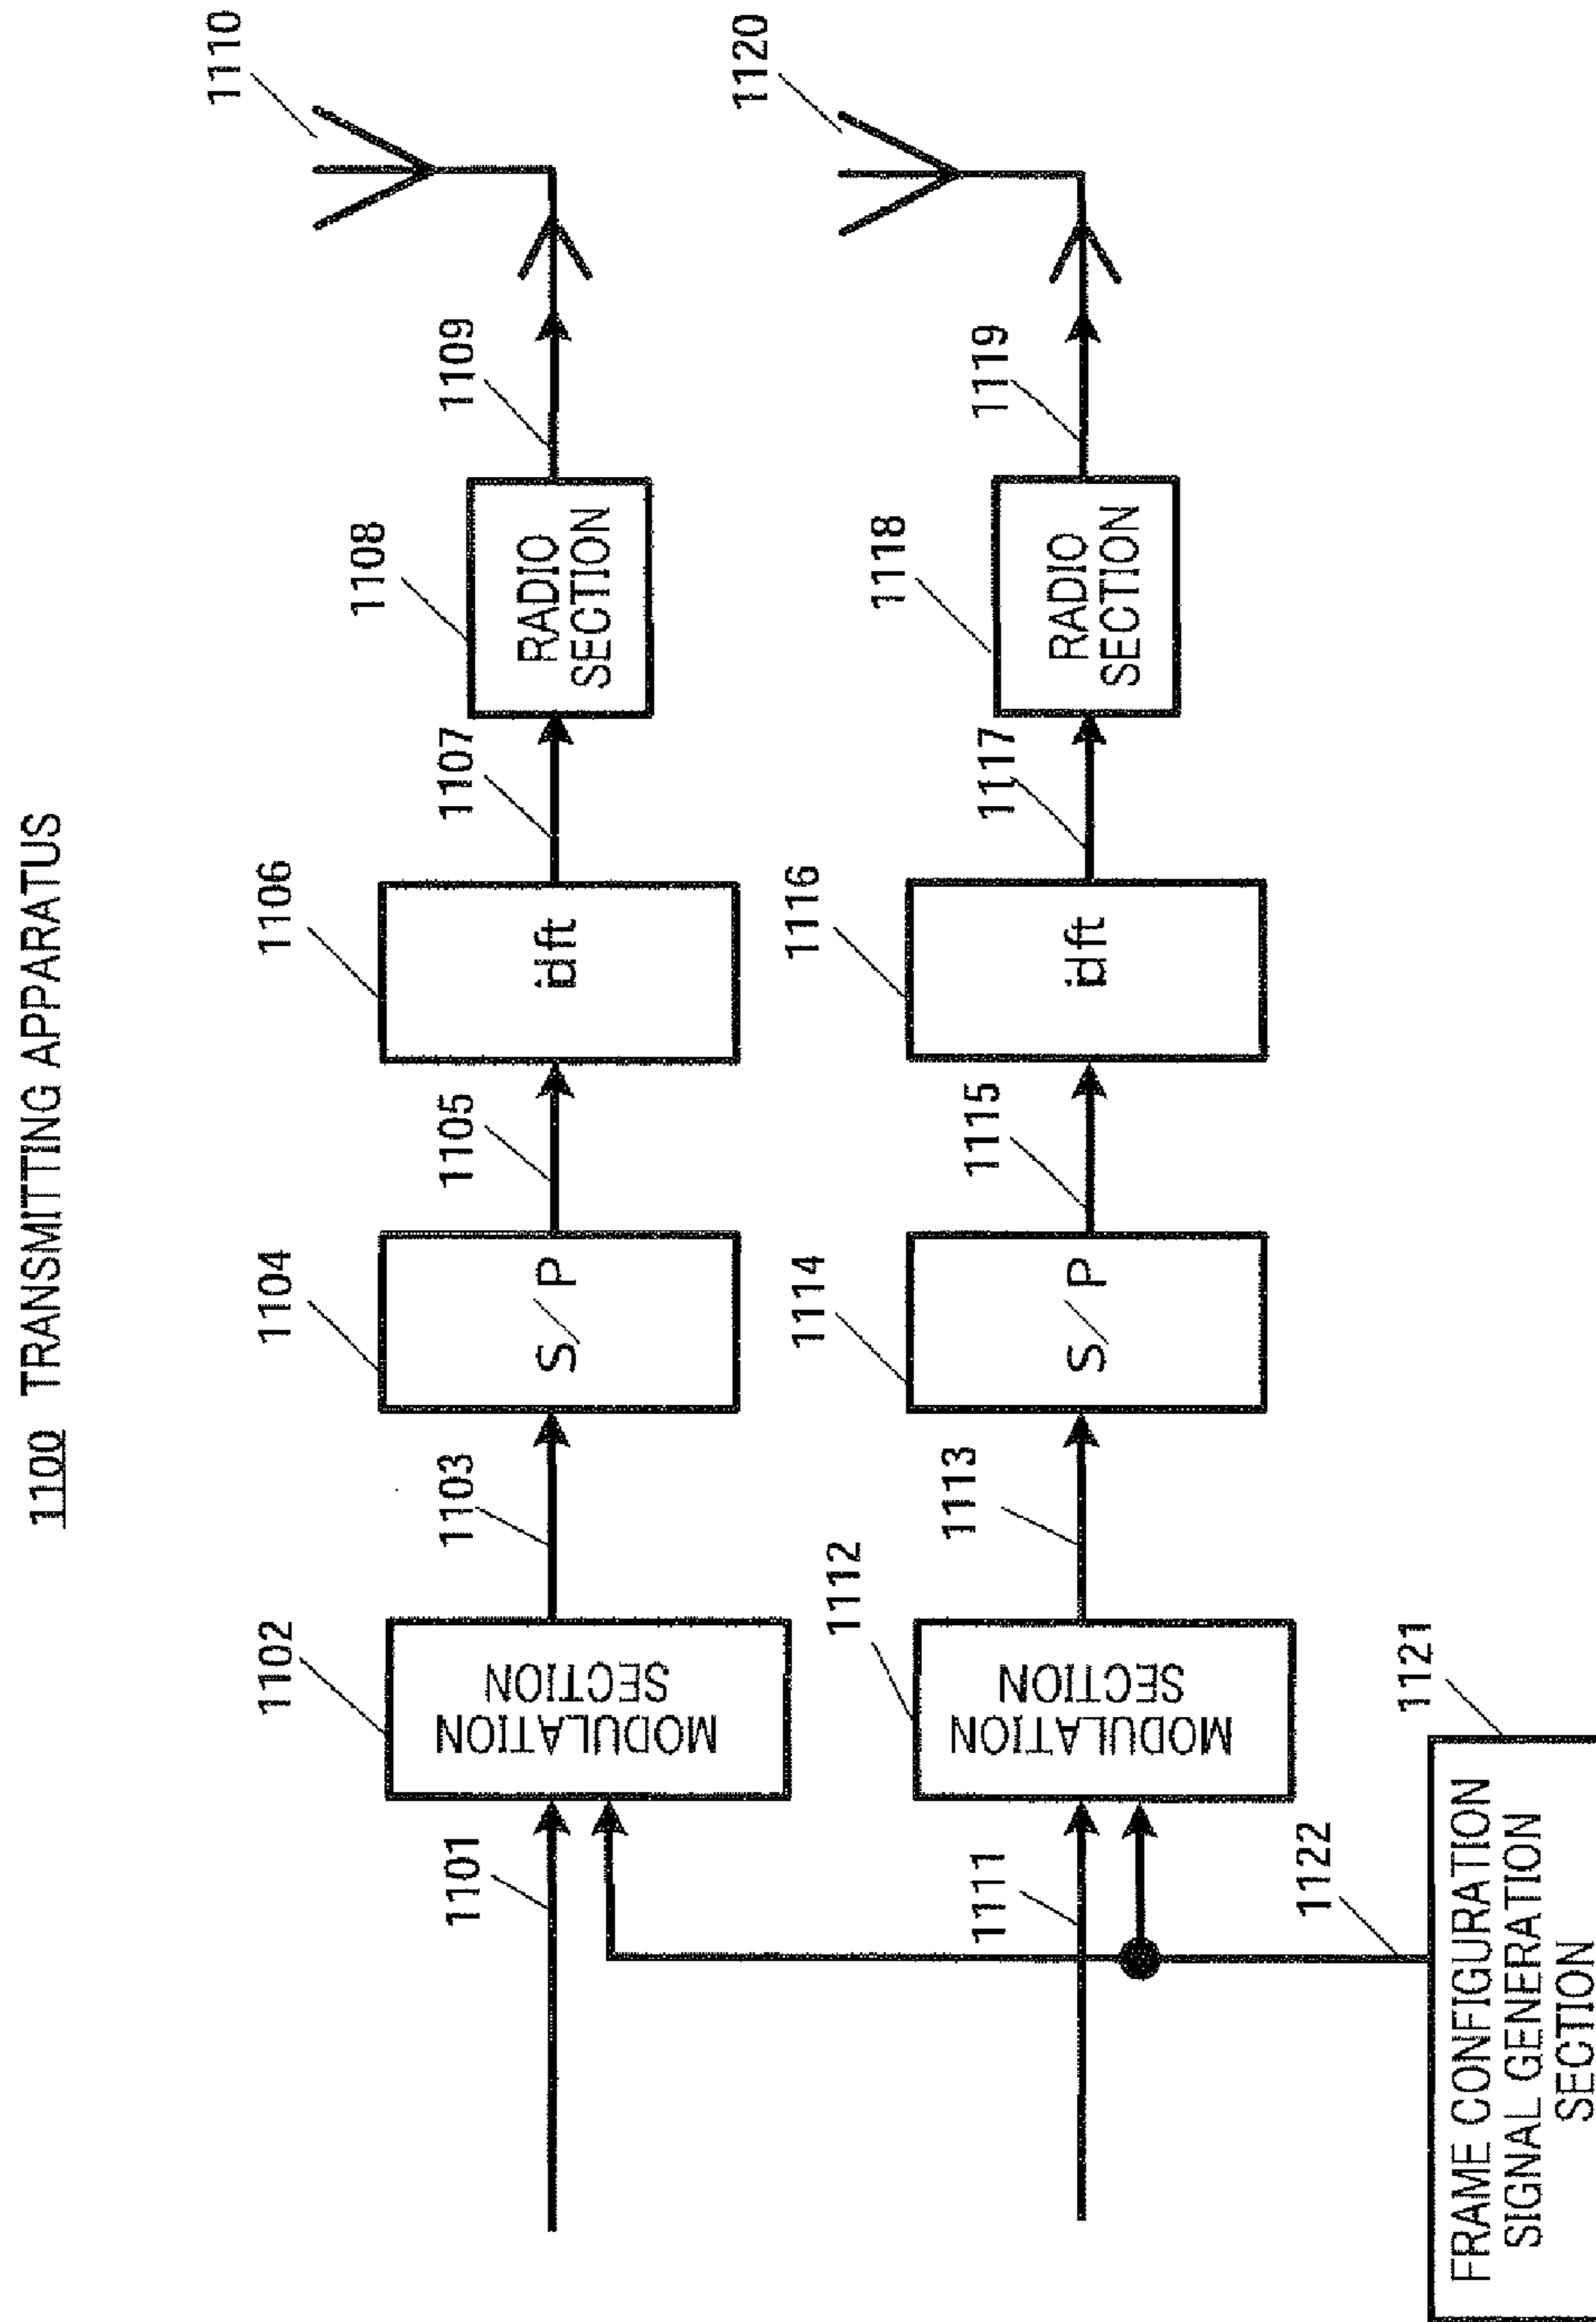 1100 TRANSMITTING APPARATUS
1101
1102
MODULATION
SECTION
1103
1104
S/P
1105
1106
idft
1107
1108
RADIO
SECTION
1109
1110
1111
1112
MODULATION
SECTION
1113
1114
S/P
1115
1116
idft
1117
1118
RADIO
SECTION
1119
1120
1122
1121
FRAME CONFIGURATION
SIGNAL GENERATION
SECTION